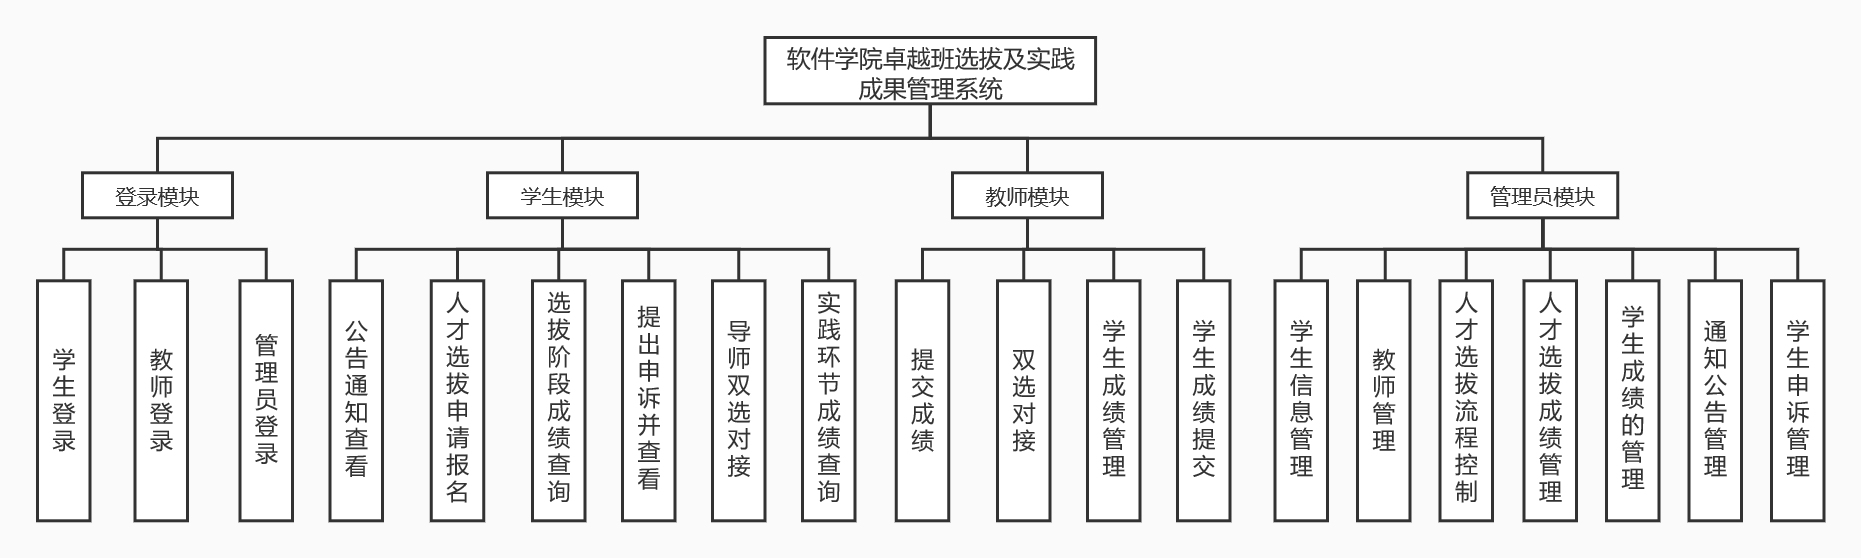 软件学院卓越班选拔及实践
成果管理系统
登录模块
学生模块
教师模块
管理员模块
学生登录
教师登录
管理员登录
公告通知查看
人才选拔申请报名
选拔阶段成绩查询
提出申诉并查看
导师双选对接
实践环节成绩查询
提交成绩
双选对接
学生成绩管理
学生成绩提交
学生信息管理
教师管理
人才选拔流程控制
人才选拔成绩管理
学生成绩的管理
通知公告管理
学生申诉管理